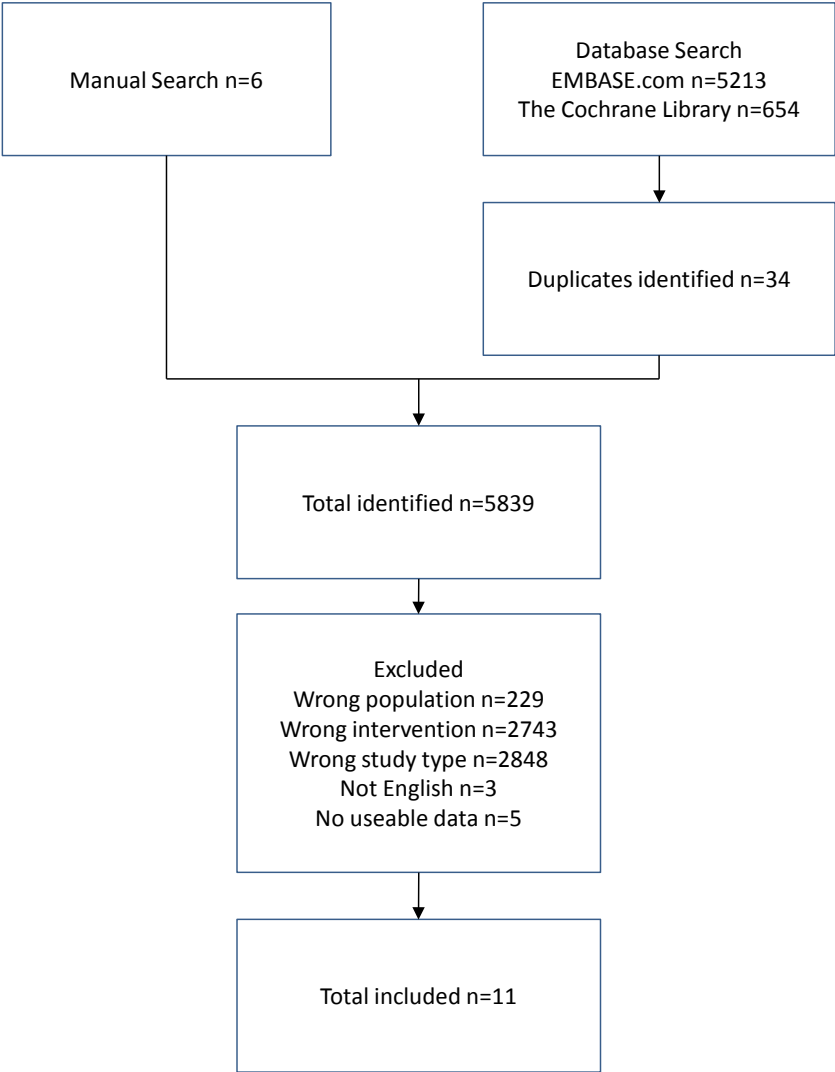 Manual Search n=6
Database Search
EMBASE.com n=5213
The Cochrane Library n=654
Duplicates identified n=34
Total identified n=5839
Excluded
Wrong population n=229
Wrong intervention n=2743
Wrong study type n=2848
Not English n=3
No useable data n=5
Total included n=11